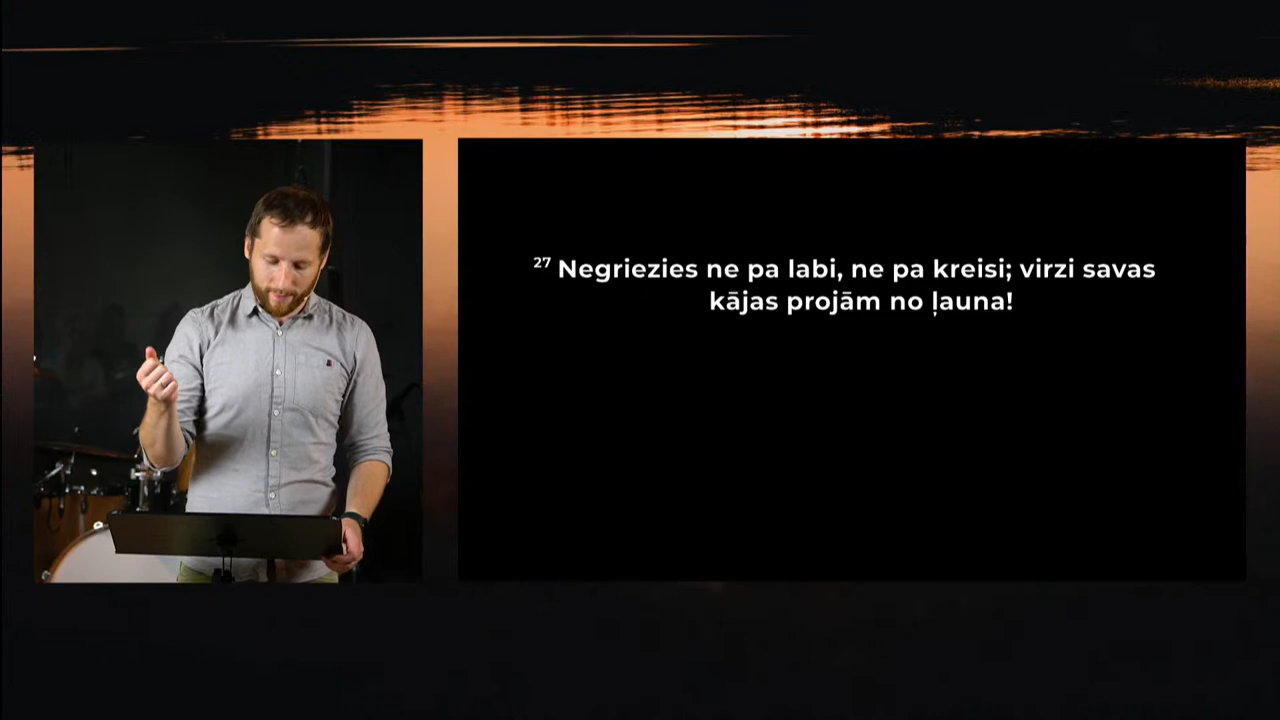 27 Negriezies ne pa labi, ne pa kreisi; virzi savas
kājas projām no ļauna!